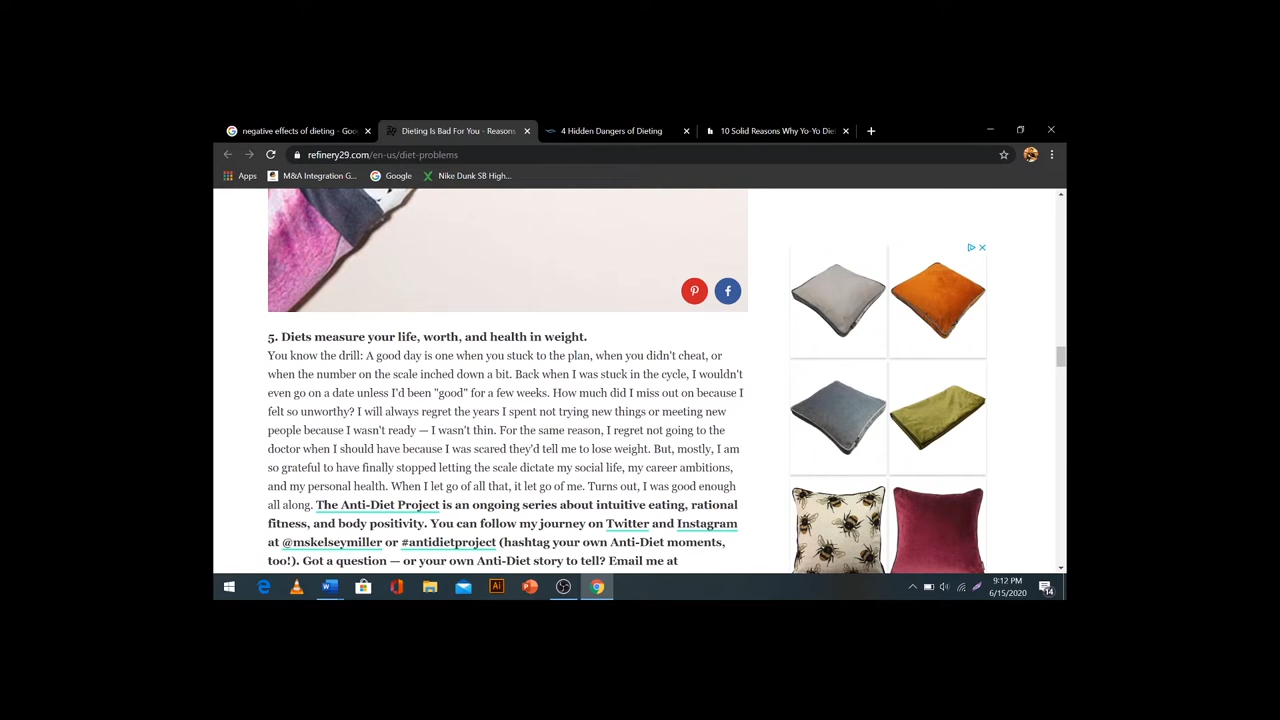 negative effects of dieting - Goo
Dieting Is Bad For You - Reasons
4 Hidden Dangers of Dieting
10 Solid Reasons Why Yo-Yo Die
refinery29.com/en-us/diet-problems
Apps
M&A Integration G...
Google
Nike Dunk SB High...
5. Diets measure your life, worth, and health in weight.
You know the drill: A good day is one when you stuck to the plan, when you didn't cheat, or
when the number on the scale inched down a bit. Back when I was stuck in the cycle, I wouldn't
even go on a date unless I'd been "good" for a few weeks. How much did I miss out on because I
felt so unworthy? I will always regret the years I spent not trying new things or meeting new
people because I wasn't ready — I wasn't thin. For the same reason, I regret not going to the
doctor when I should have because I was scared they'd tell me to lose weight. But, mostly, I am
so grateful to have finally stopped letting the scale dictate my social life, my career ambitions,
and my personal health. When I let go of all that, it let go of me. Turns out, I was good enough
all along. The Anti-Diet Project is an ongoing series about intuitive eating, rational
fitness, and body positivity. You can follow my journey on Twitter and Instagram
at @mskelseymiller or #antidietproject (hashtag your own Anti-Diet moments,
too!). Got a question — or your own Anti-Diet story to tell? Email me at
9:12 PM
6/15/2020
14